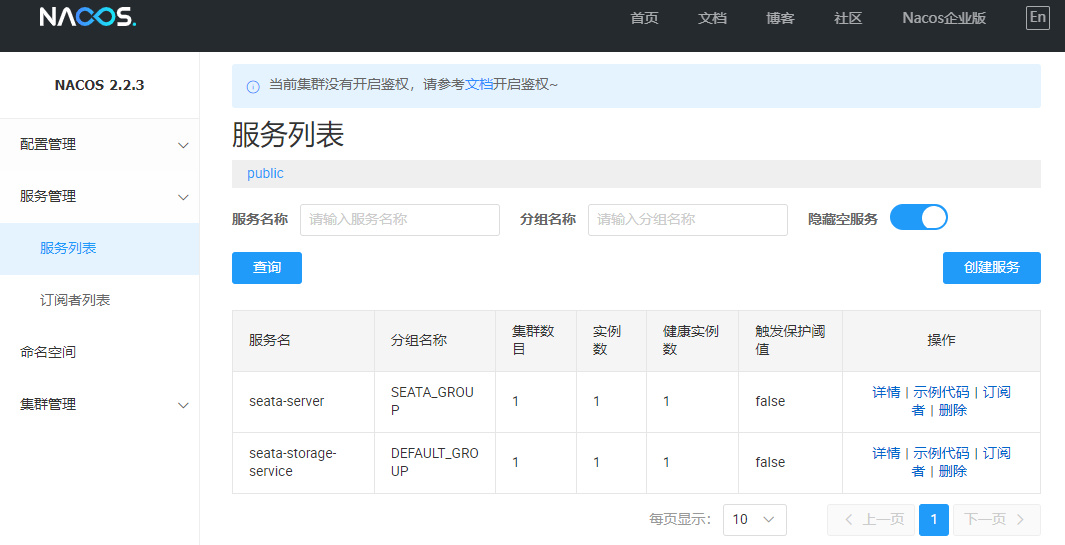 NACOS.
首页 文档 博客 社区 Nacos企业版 En
NACOS 2.2.3
配置管理
服务管理
服务列表
订阅者列表
命名空间
集群管理
当前集群没有开启鉴权，请参考文档开启鉴权~
服务列表
public
服务名称 请输入服务名称 分组名称 请输入分组名称 隐藏空服务
查询 创建服务
服务名 分组名称 集群数目 实例数 健康实例数 触发保护阈值 操作
seata-server SEATA_GROUP 1 1 1 false 详情 | 示例代码 | 订阅者 | 删除
seata-storage-service DEFAULT_GROUP 1 1 1 false 详情 | 示例代码 | 订阅者 | 删除
每页显示： 10 上一页 1 下一页